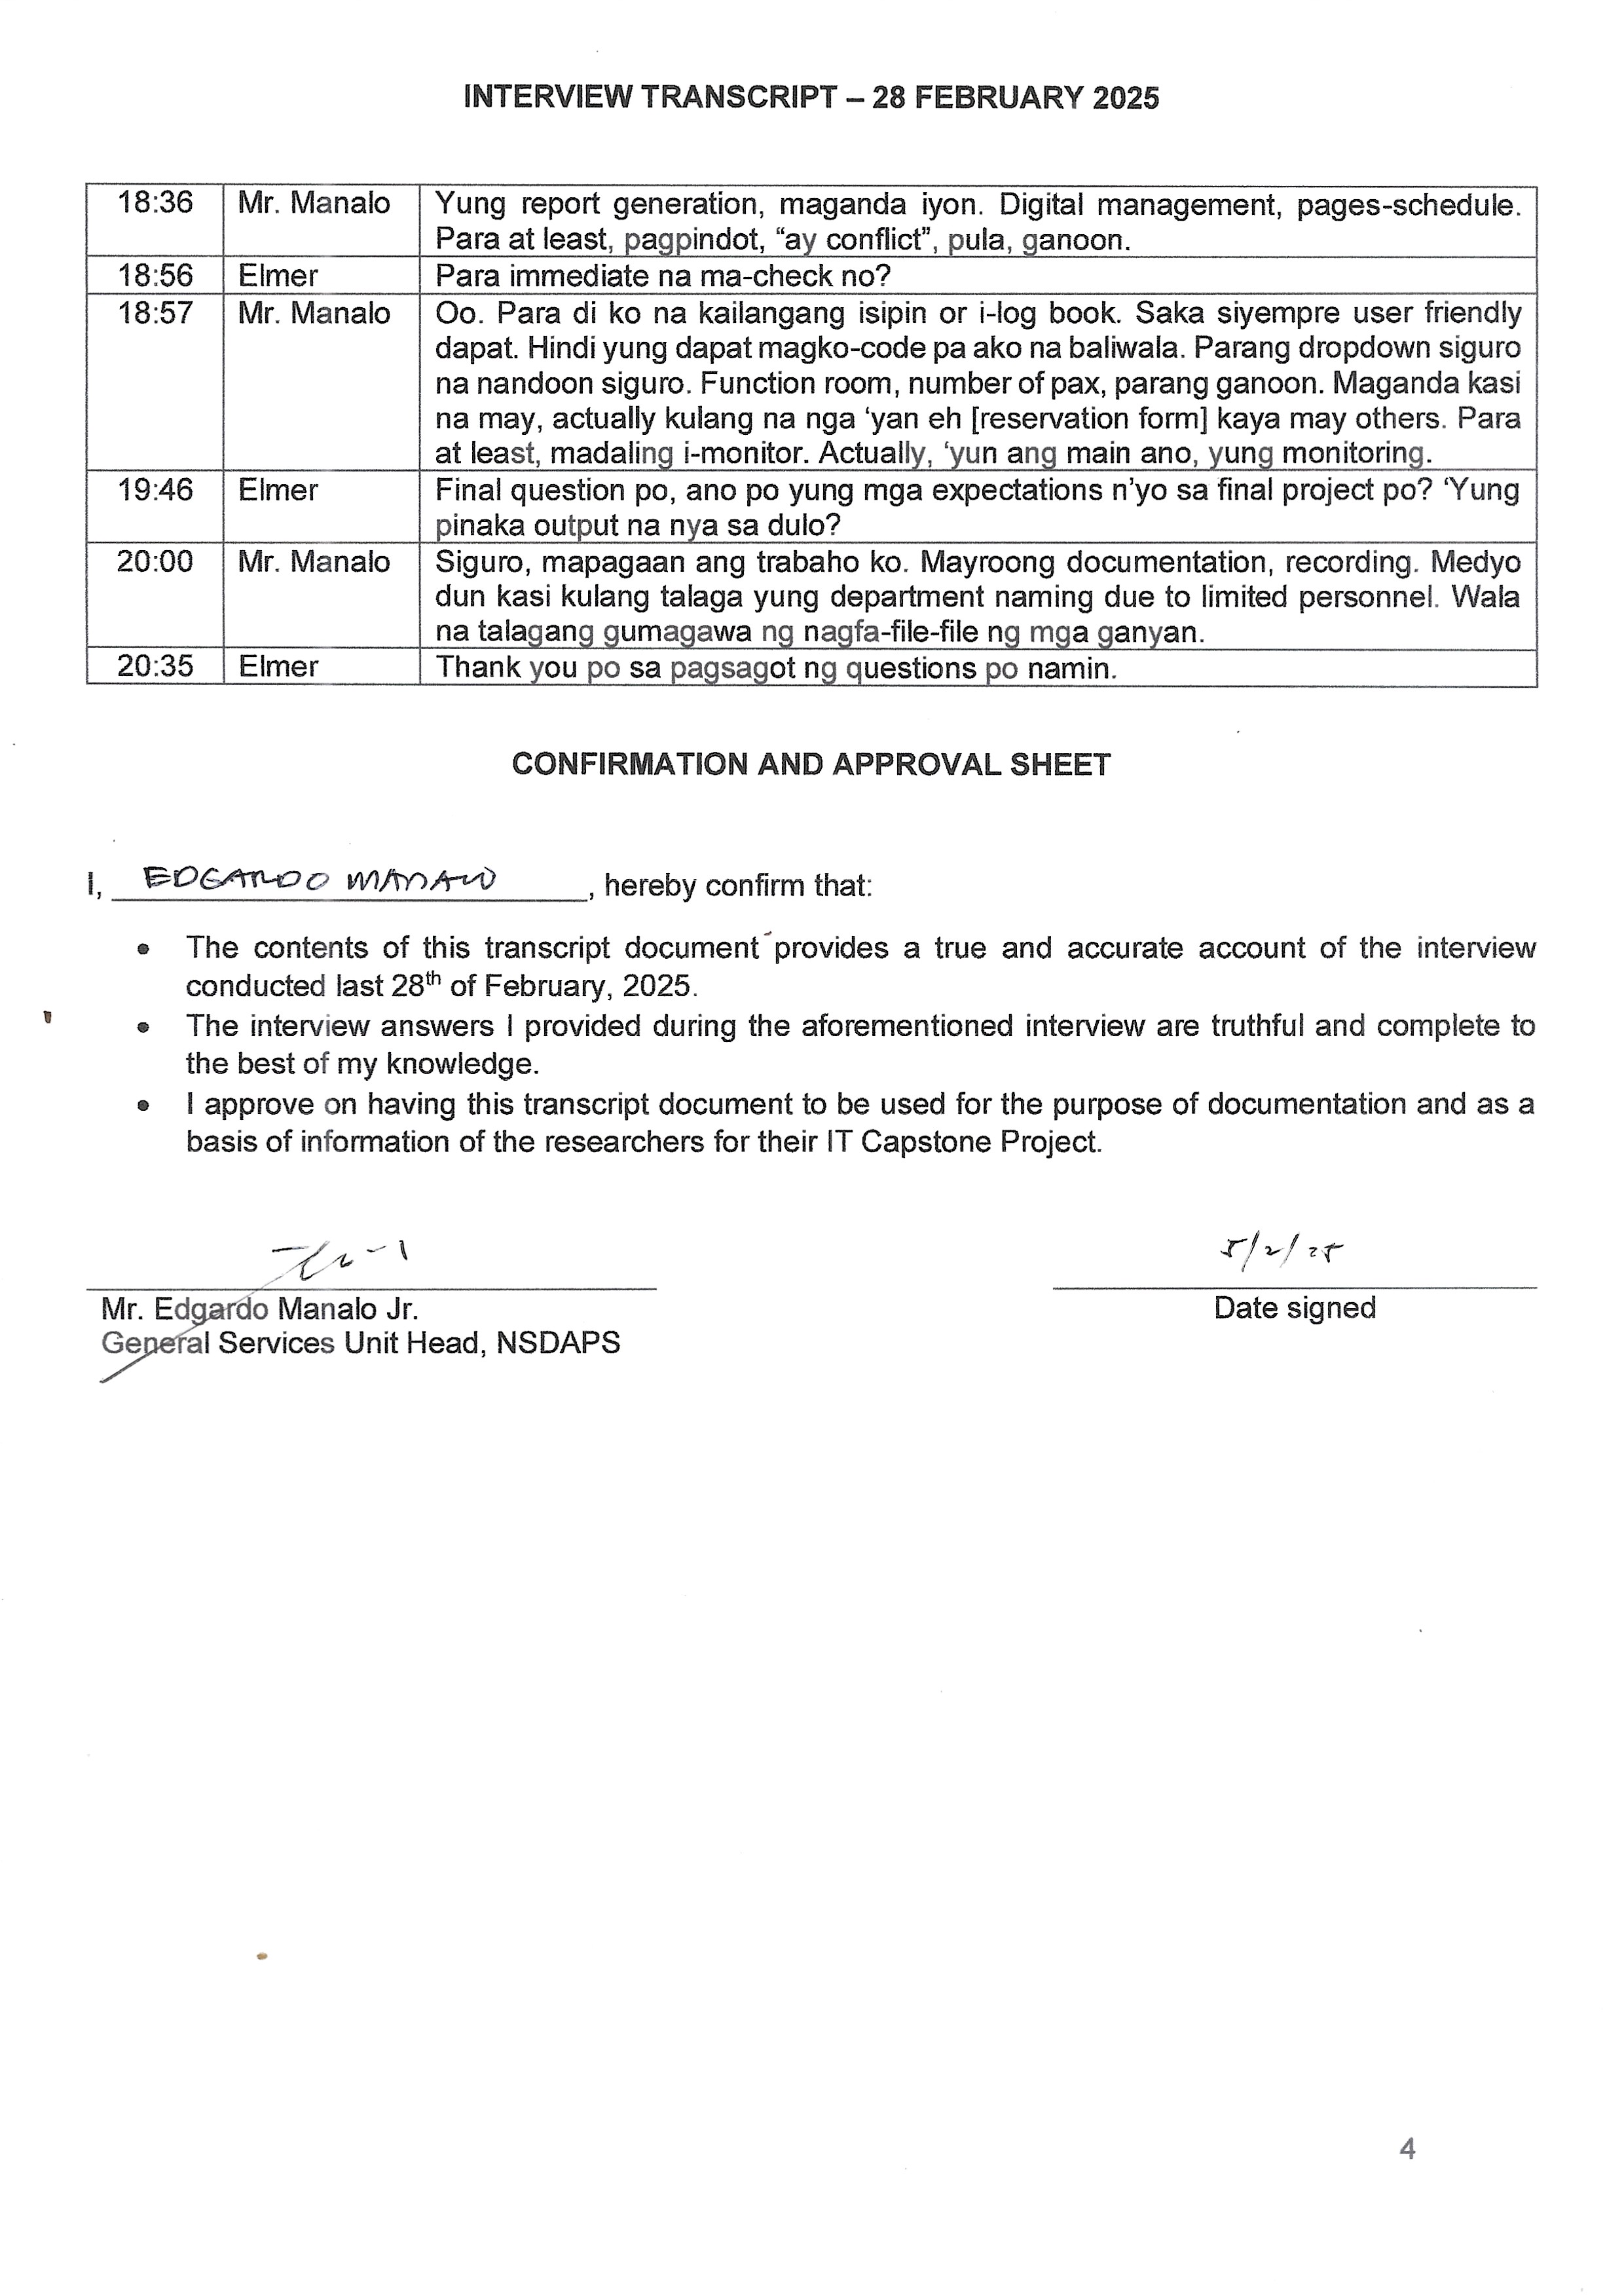 INTERVIEW TRANSCRIPT – 28 FEBRUARY 2025
18:36 Mr. Manalo Yung report generation, maganda iyon. Digital management, pages-schedule.
Para at least, pagpindot, “ay conflict”, pula, ganoon.
18:56 Elmer Para immediate na ma-check no?
18:57 Mr. Manalo Oo. Para di ko na kailangang isipin or i-log book. Saka siyempre user friendly
dapat. Hindi yung dapat magko-code pa ako na baliwala. Parang dropdown siguro
na nandoon siguro. Function room, number of pax, parang ganoon. Maganda kasi
na may, actually kulang na nga ‘yan eh [reservation form] kaya may others. Para
at least, madaling i-monitor. Actually, ‘yun ang main ano, yung monitoring.
19:46 Elmer Final question po, ano po yung mga expectations n’yo sa final project po? ‘Yung
pinaka output na nya sa dulo?
20:00 Mr. Manalo Siguro, mapagaan ang trabaho ko. Mayroong documentation, recording. Medyo
dun kasi kulang talaga yung department naming due to limited personnel. Wala
na talagang gumagawa ng nagfa-file-file ng mga ganyan.
20:35 Elmer Thank you po sa pagsagot ng questions po namin.
CONFIRMATION AND APPROVAL SHEET
I, EDGARDO MANALO, hereby confirm that:
• The contents of this transcript document provides a true and accurate account of the interview
conducted last 28th of February, 2025.
• The interview answers I provided during the aforementioned interview are truthful and complete to
the best of my knowledge.
• I approve on having this transcript document to be used for the purpose of documentation and as a
basis of information of the researchers for their IT Capstone Project.
5/2/25
Mr. Edgardo Manalo Jr. Date signed
General Services Unit Head, NSDAPS
4